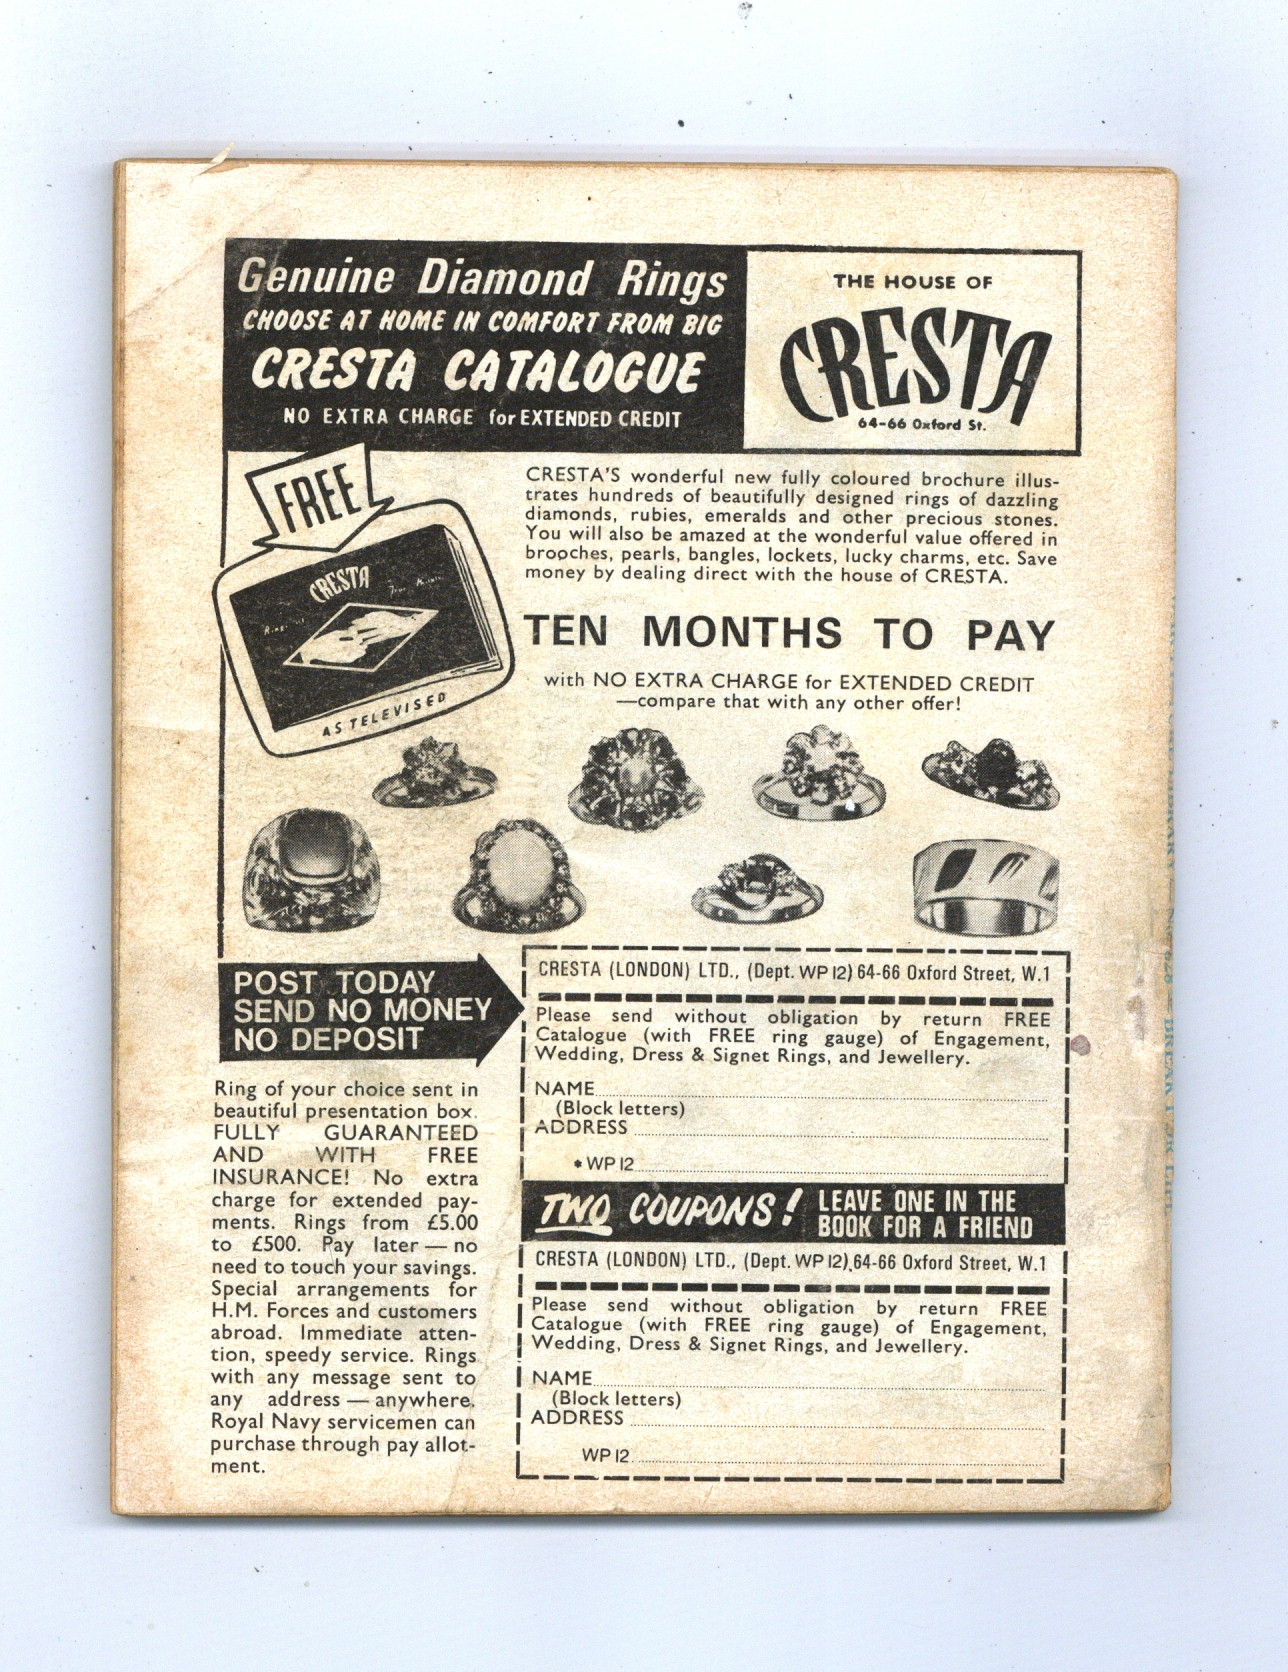 Genuine Diamond Rings
CHOOSE AT HOME IN COMFORT FROM BIG
CRESTA CATALOGUE
NO EXTRA CHARGE for EXTENDED CREDIT
THE HOUSE OF
CRESTA
64-66 Oxford St.
FREE
CRESTA
AS TELEVISED
CRESTA'S wonderful new fully coloured brochure illus-
trates hundreds of beautifully designed rings of dazzling
diamonds, rubies, emeralds and other precious stones.
You will also be amazed at the wonderful value offered in
brooches, pearls, bangles, lockets, lucky charms, etc. Save
money by dealing direct with the house of CRESTA.
TEN MONTHS TO PAY
with NO EXTRA CHARGE for EXTENDED CREDIT
—compare that with any other offer!
POST TODAY
SEND NO MONEY
NO DEPOSIT
Ring of your choice sent in
beautiful presentation box.
FULLY GUARANTEED
AND WITH FREE
INSURANCE! No extra
charge for extended pay-
ments. Rings from £5.00
to £500. Pay later — no
need to touch your savings.
Special arrangements for
H.M. Forces and customers
abroad. Immediate atten-
tion, speedy service. Rings
with any message sent to
any address — anywhere.
Royal Navy servicemen can
purchase through pay allot-
ment.
CRESTA (LONDON) LTD., (Dept. WP12) 64-66 Oxford Street, W.1
Please send without obligation by return FREE
Catalogue (with FREE ring gauge) of Engagement,
Wedding, Dress & Signet Rings, and Jewellery.
NAME
(Block letters)
ADDRESS
* WP12
TWO COUPONS! LEAVE ONE IN THE
BOOK FOR A FRIEND
CRESTA (LONDON) LTD., (Dept. WP12), 64-66 Oxford Street, W.1
Please send without obligation by return FREE
Catalogue (with FREE ring gauge) of Engagement,
Wedding, Dress & Signet Rings, and Jewellery.
NAME
(Block letters)
ADDRESS
WP12